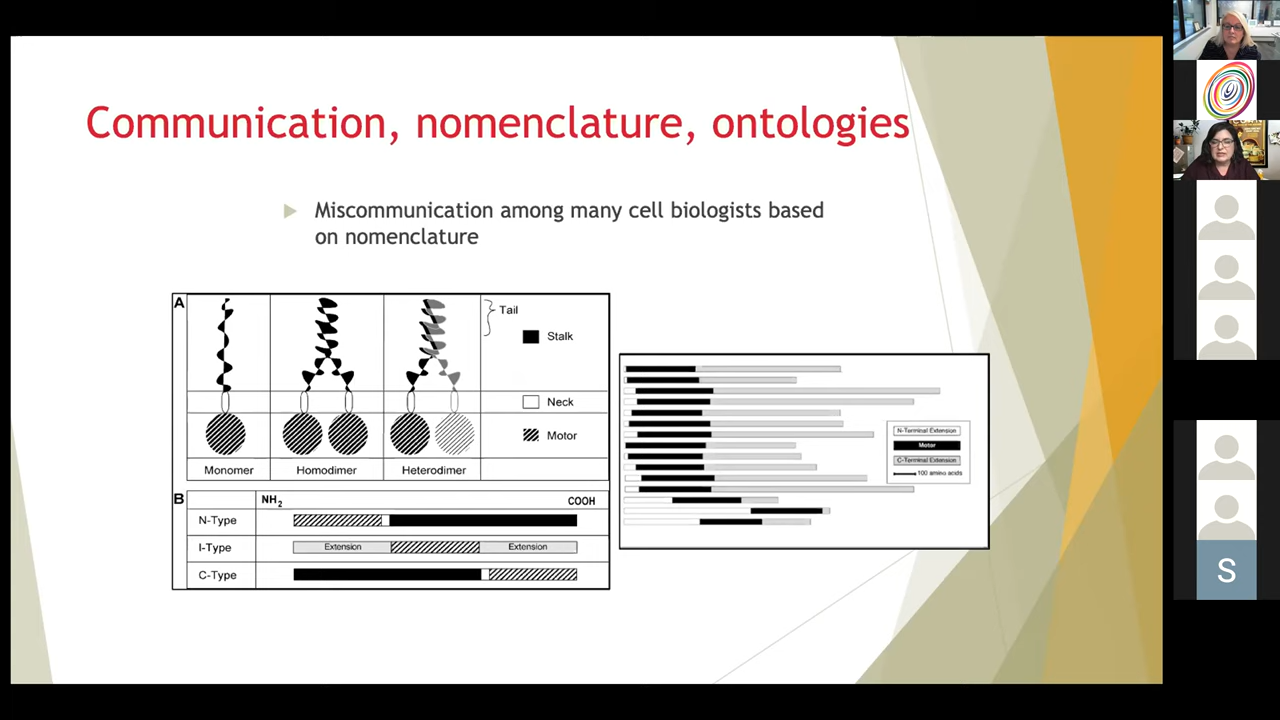 Communication, nomenclature, ontologies
Miscommunication among many cell biologists based
on nomenclature
A
Tail
Stalk
Neck
Motor
Monomer
Homodimer
Heterodimer
B
NH2
COOH
N-Type
I-Type
Extension
Extension
C-Type
N-Terminal Extension
Motor
C-Terminal Extension
100 amino acids
S